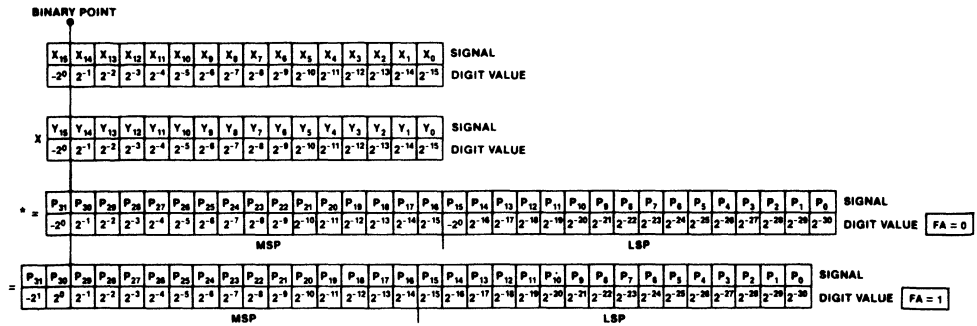 BINARY POINT
X₁₅ X₁₄ X₁₃ X₁₂ X₁₁ X₁₀ X₉ X₈ X₇ X₆ X₅ X₄ X₃ X₂ X₁ X₀ SIGNAL
-2⁰ 2⁻¹ 2⁻² 2⁻³ 2⁻⁴ 2⁻⁵ 2⁻⁶ 2⁻⁷ 2⁻⁸ 2⁻⁹ 2⁻¹⁰ 2⁻¹¹ 2⁻¹² 2⁻¹³ 2⁻¹⁴ 2⁻¹⁵ DIGIT VALUE
X Y₁₅ Y₁₄ Y₁₃ Y₁₂ Y₁₁ Y₁₀ Y₉ Y₈ Y₇ Y₆ Y₅ Y₄ Y₃ Y₂ Y₁ Y₀ SIGNAL
-2⁰ 2⁻¹ 2⁻² 2⁻³ 2⁻⁴ 2⁻⁵ 2⁻⁶ 2⁻⁷ 2⁻⁸ 2⁻⁹ 2⁻¹⁰ 2⁻¹¹ 2⁻¹² 2⁻¹³ 2⁻¹⁴ 2⁻¹⁵ DIGIT VALUE
* = P₃₁ P₃₀ P₂₉ P₂₈ P₂₇ P₂₆ P₂₅ P₂₄ P₂₃ P₂₂ P₂₁ P₂₀ P₁₉ P₁₈ P₁₇ P₁₆ P₁₅ P₁₄ P₁₃ P₁₂ P₁₁ P₁₀ P₉ P₈ P₇ P₆ P₅ P₄ P₃ P₂ P₁ P₀ SIGNAL
-2⁰ 2⁻¹ 2⁻² 2⁻³ 2⁻⁴ 2⁻⁵ 2⁻⁶ 2⁻⁷ 2⁻⁸ 2⁻⁹ 2⁻¹⁰ 2⁻¹¹ 2⁻¹² 2⁻¹³ 2⁻¹⁴ 2⁻¹⁵ -2⁰ 2⁻¹⁶ 2⁻¹⁷ 2⁻¹⁸ 2⁻¹⁹ 2⁻²⁰ 2⁻²¹ 2⁻²² 2⁻²³ 2⁻²⁴ 2⁻²⁵ 2⁻²⁶ 2⁻²⁷ 2⁻²⁸ 2⁻²⁹ 2⁻³⁰ DIGIT VALUE FA = 0
MSP LSP
= P₃₁ P₃₀ P₂₉ P₂₈ P₂₇ P₂₆ P₂₅ P₂₄ P₂₃ P₂₂ P₂₁ P₂₀ P₁₉ P₁₈ P₁₇ P₁₆ P₁₅ P₁₄ P₁₃ P₁₂ P₁₁ P₁₀ P₉ P₈ P₇ P₆ P₅ P₄ P₃ P₂ P₁ P₀ SIGNAL
-2¹ 2⁰ 2⁻¹ 2⁻² 2⁻³ 2⁻⁴ 2⁻⁵ 2⁻⁶ 2⁻⁷ 2⁻⁸ 2⁻⁹ 2⁻¹⁰ 2⁻¹¹ 2⁻¹² 2⁻¹³ 2⁻¹⁴ 2⁻¹⁵ 2⁻¹⁶ 2⁻¹⁷ 2⁻¹⁸ 2⁻¹⁹ 2⁻²⁰ 2⁻²¹ 2⁻²² 2⁻²³ 2⁻²⁴ 2⁻²⁵ 2⁻²⁶ 2⁻²⁷ 2⁻²⁸ 2⁻²⁹ 2⁻³⁰ DIGIT VALUE FA = 1
MSP LSP